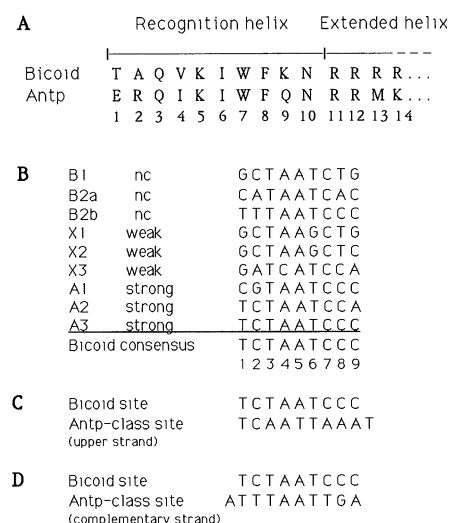 A
Recognition helix Extended helix
Bicoid T A Q V K I W F K N R R R R...
Antp E R Q I K I W F Q N R R M K...
1 2 3 4 5 6 7 8 9 10 11 12 13 14
B
B1 nc GCTAATCTG
B2a nc CATAATCAC
B2b nc TTTAATCCC
X1 weak GCTAAGCTG
X2 weak GCTAAGCTC
X3 weak GATCATCCA
A1 strong CGTAATCCC
A2 strong TCTAATCCA
A3 strong TCTAATCCC
Bicoid consensus TCTAATCCC
1 2 3 4 5 6 7 8 9
C
Bicoid site TCTAATCCC
Antp-class site TCAATTAAAT
(upper strand)
D
Bicoid site TCTAATCCC
Antp-class site ATTTAATTGA
(complementary strand)